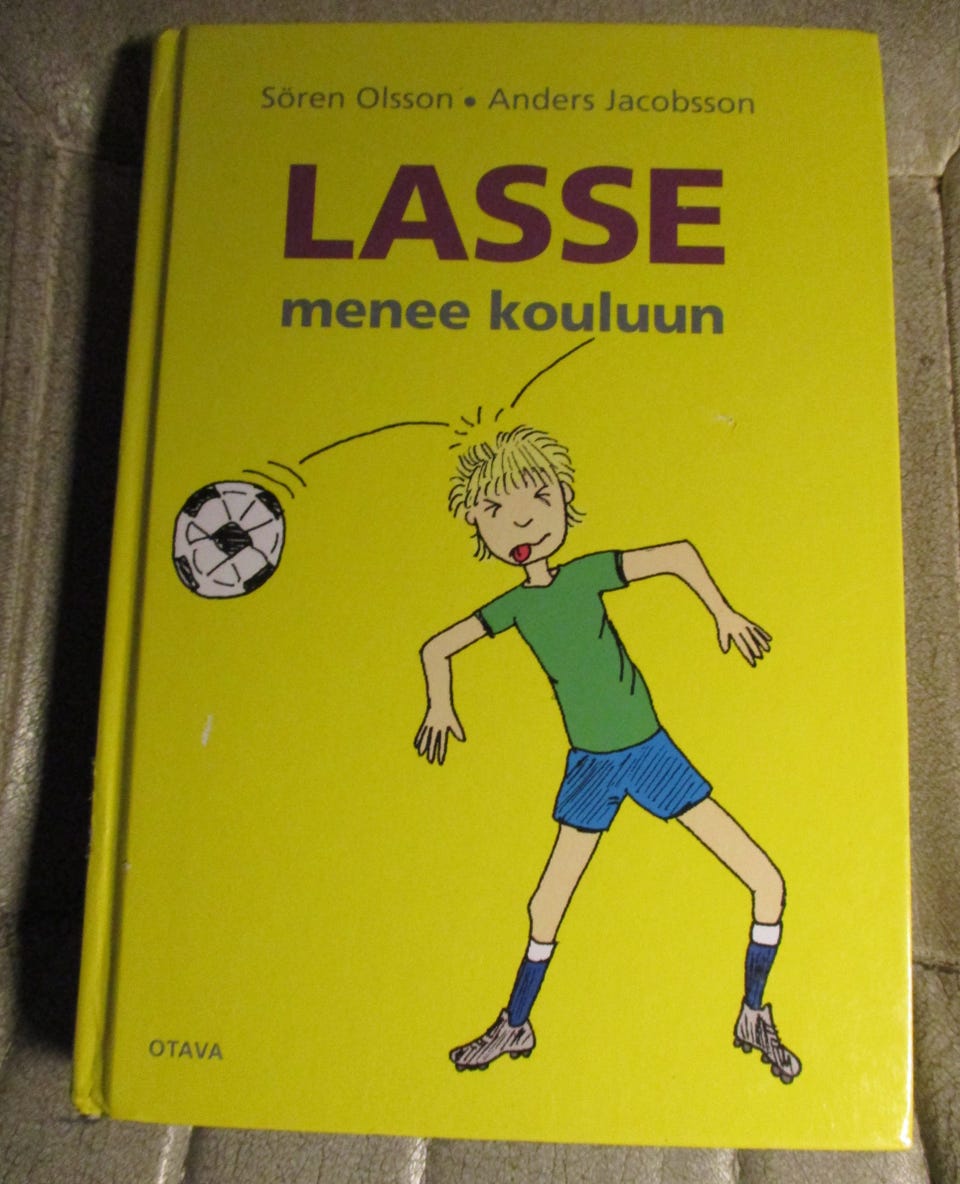 Sören Olsson • Anders Jacobsson
LASSE
menee kouluun
OTAVA